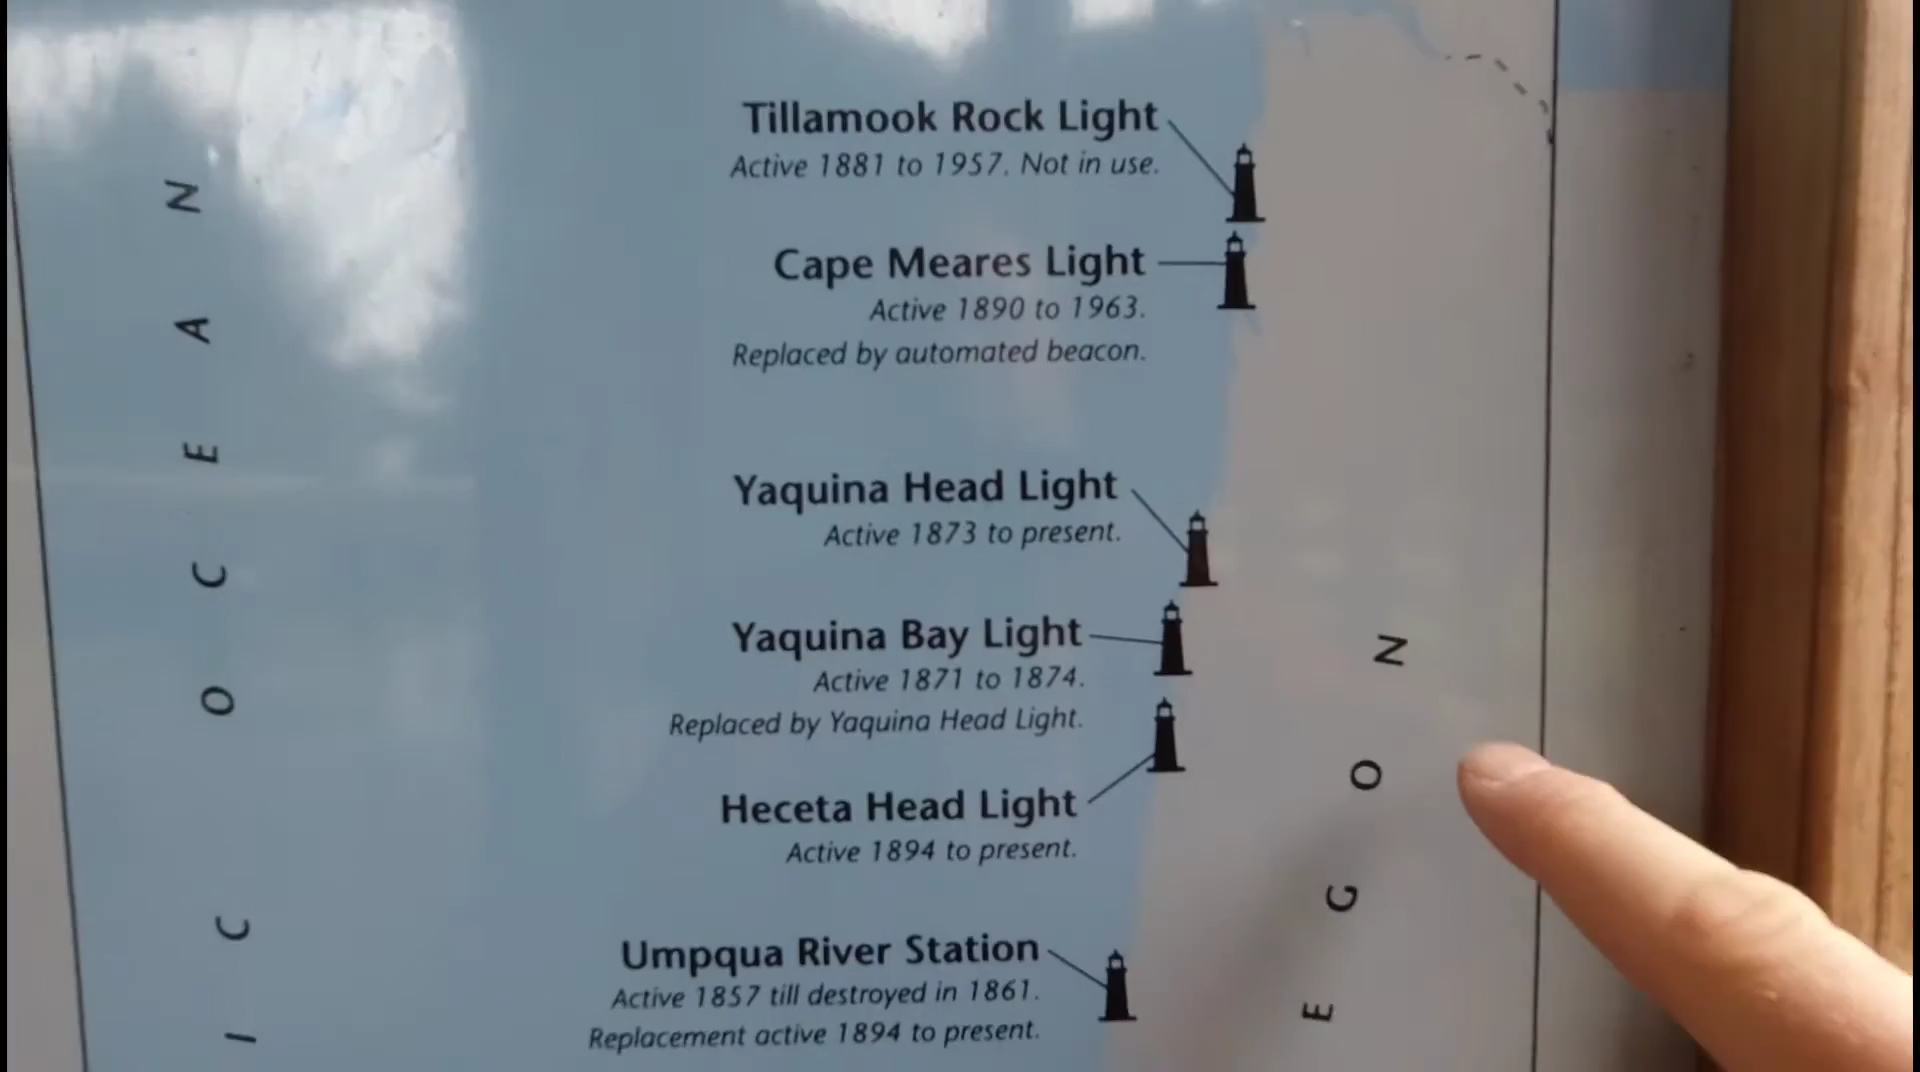 Tillamook Rock Light
Active 1881 to 1957. Not in use.
Cape Meares Light
Active 1890 to 1963.
Replaced by automated beacon.
Yaquina Head Light
Active 1873 to present.
Yaquina Bay Light
Active 1871 to 1874.
Replaced by Yaquina Head Light.
Heceta Head Light
Active 1894 to present.
Umpqua River Station
Active 1857 till destroyed in 1861.
Replacement active 1894 to present.
I C O C E A N
E G O N